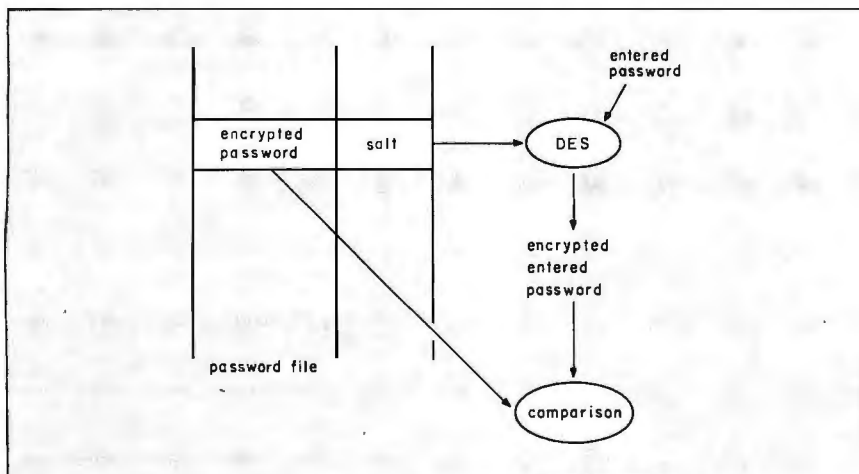 entered
password
encrypted
password
salt
DES
encrypted
entered
password
password file
comparison